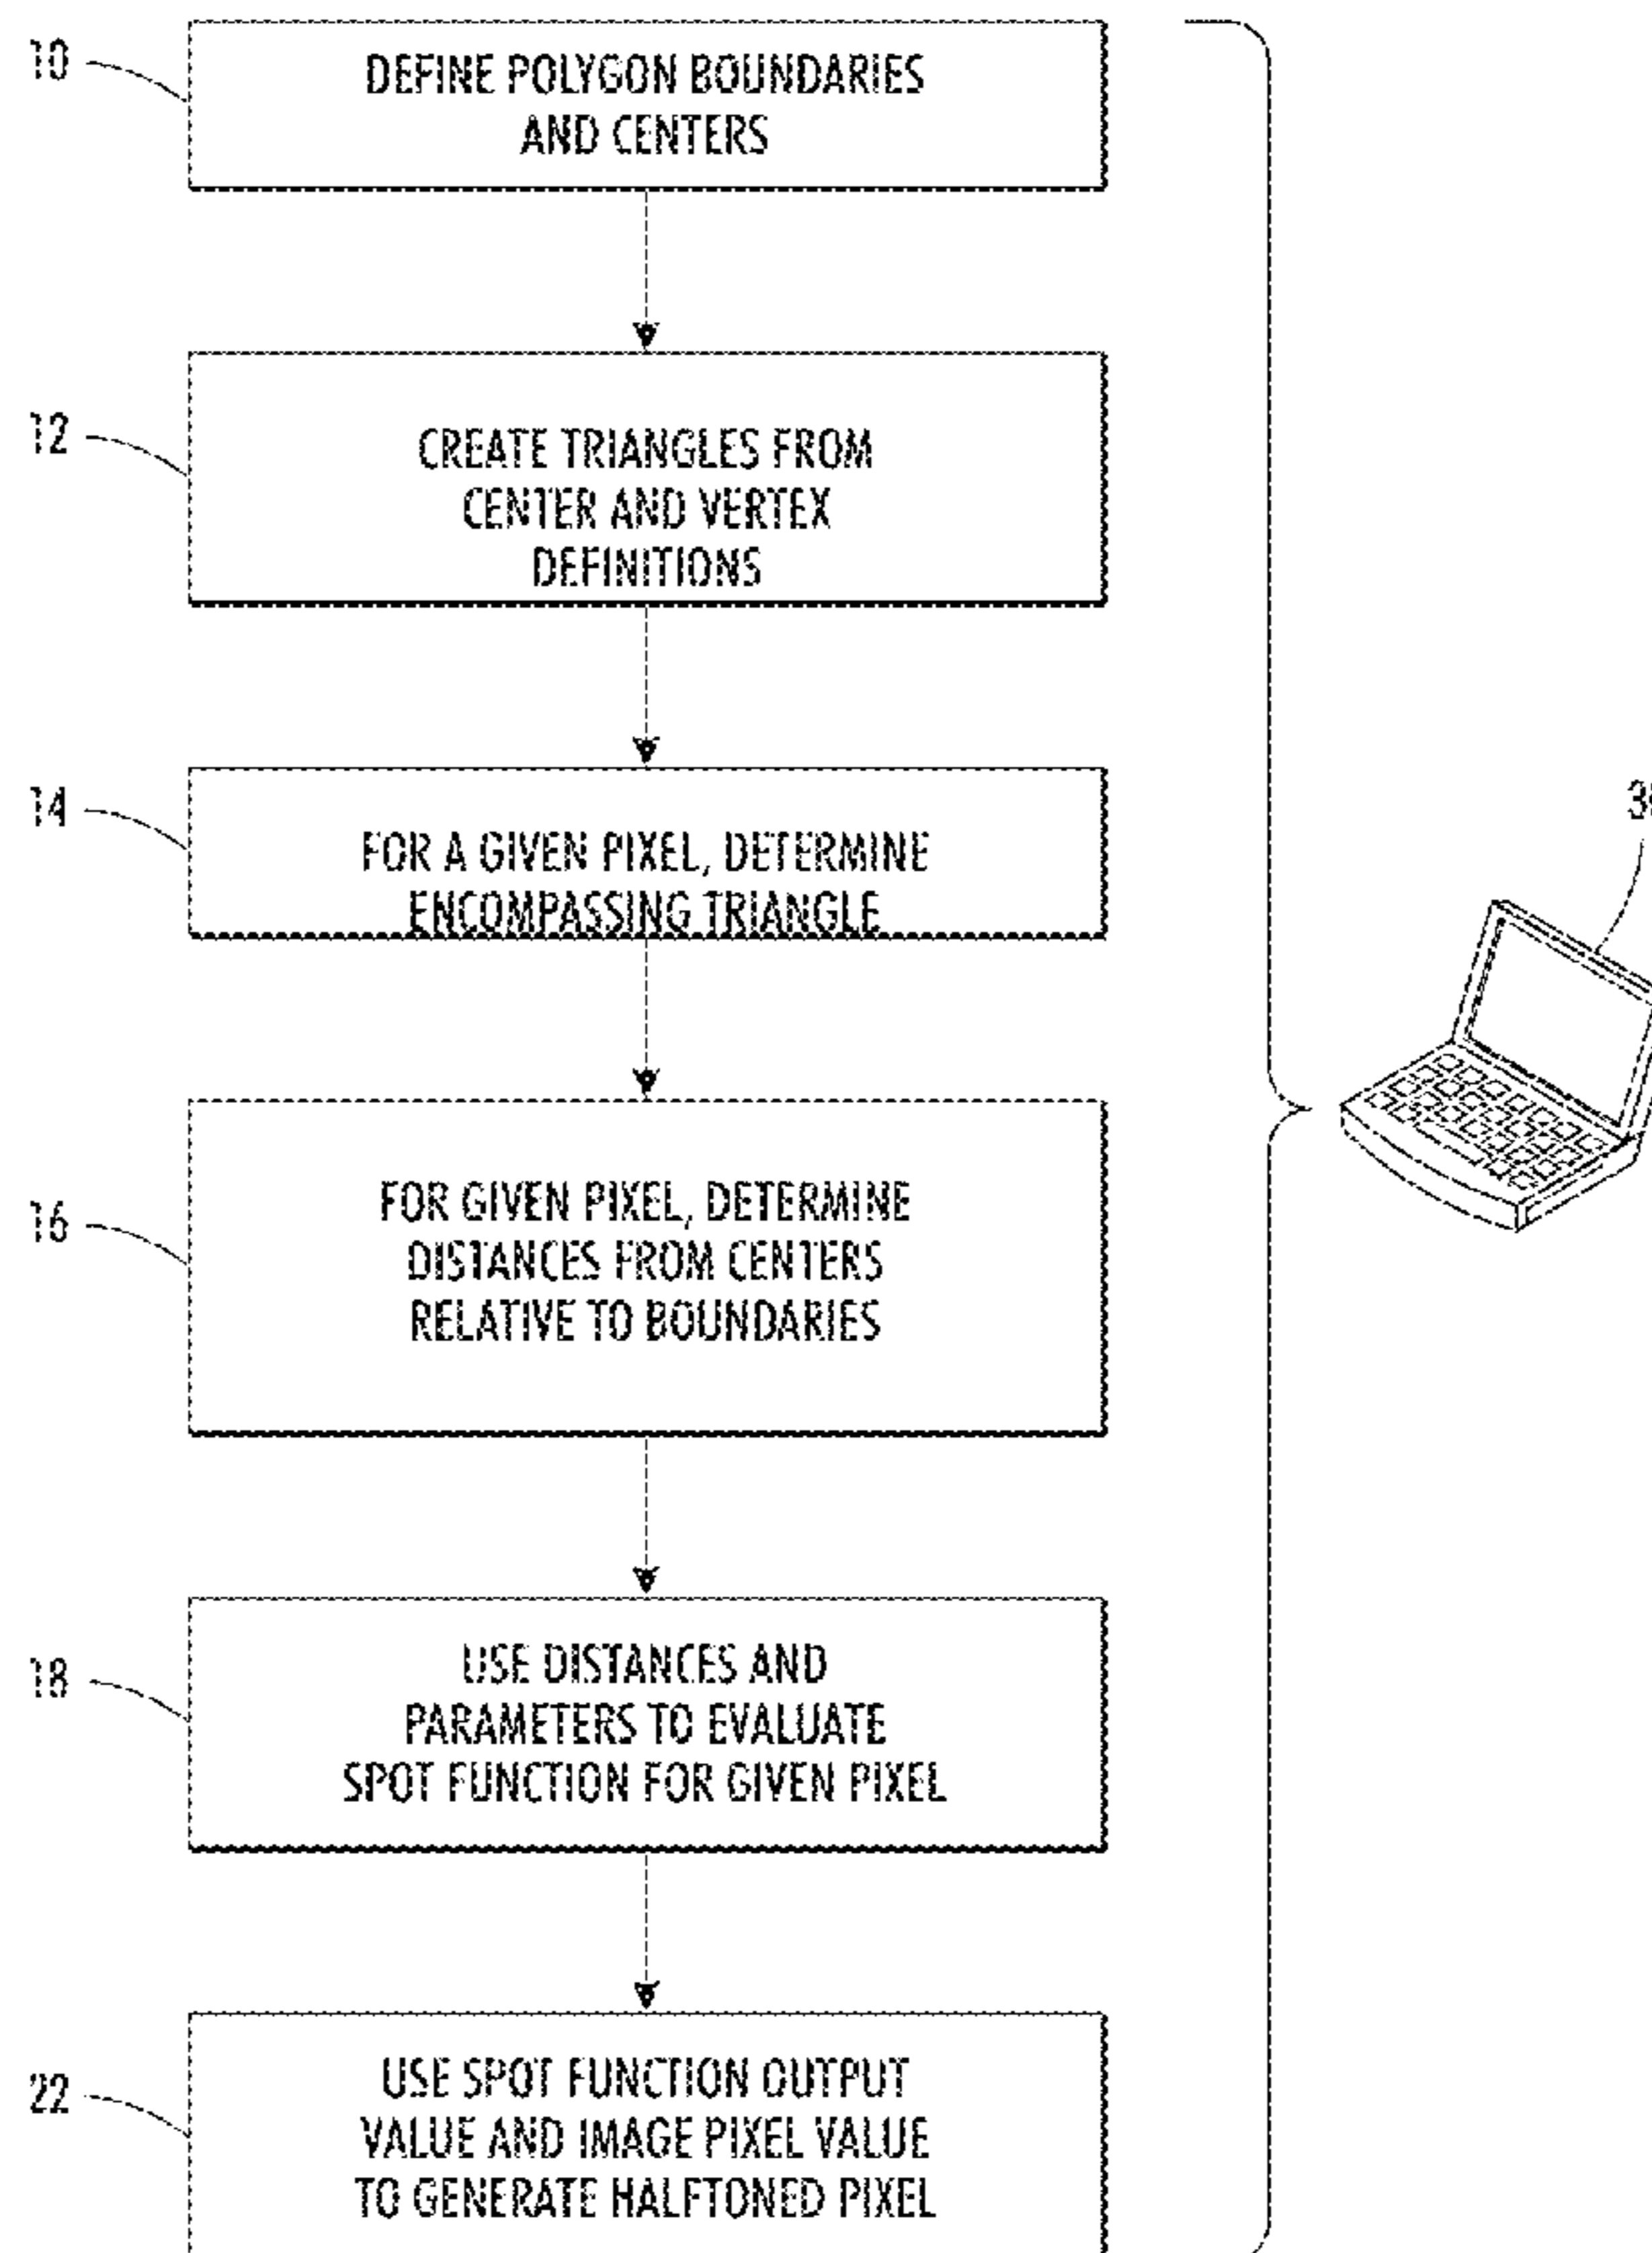 10
DEFINE POLYGON BOUNDARIES
AND CENTERS
12
CREATE TRIANGLES FROM
CENTER AND VERTEX
DEFINITIONS
14
FOR A GIVEN PIXEL, DETERMINE
ENCOMPASSING TRIANGLE
16
FOR GIVEN PIXEL, DETERMINE
DISTANCES FROM CENTERS
RELATIVE TO BOUNDARIES
18
USE DISTANCES AND
PARAMETERS TO EVALUATE
SPOT FUNCTION FOR GIVEN PIXEL
22
USE SPOT FUNCTION OUTPUT
VALUE AND IMAGE PIXEL VALUE
TO GENERATE HALFTONED PIXEL